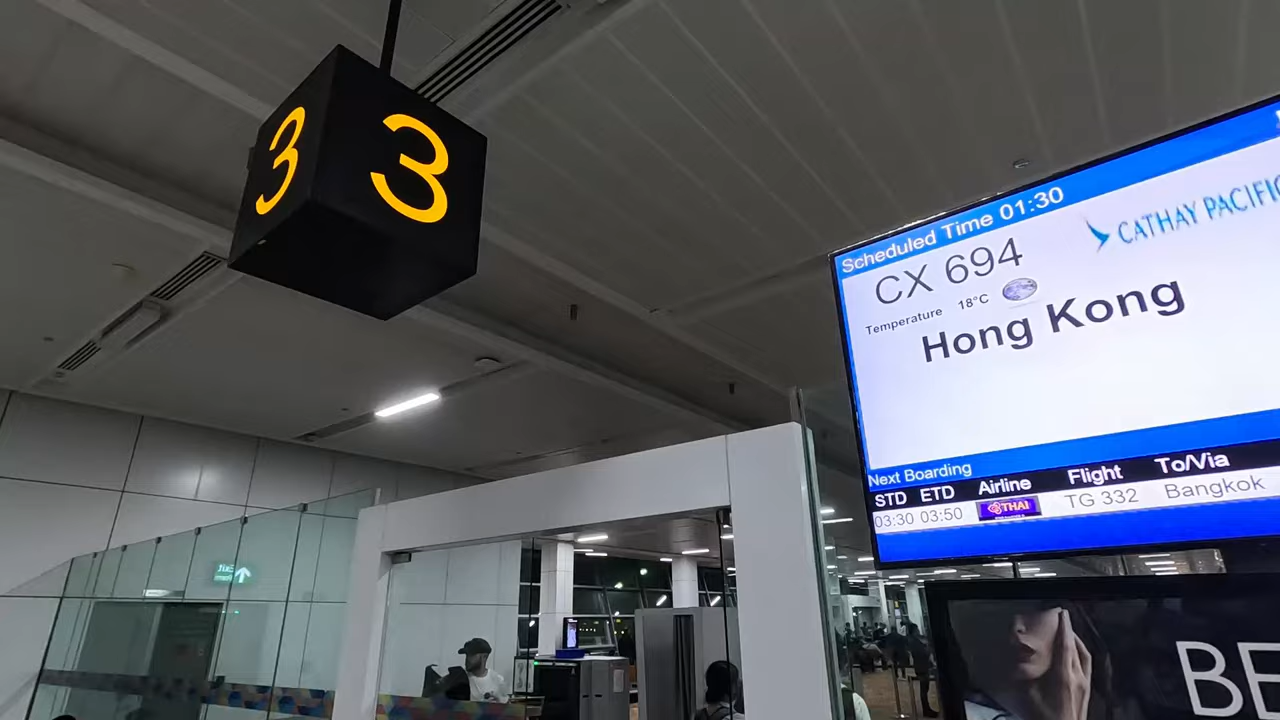 3 3
Scheduled Time 01:30
CX 694
CATHAY PACIFIC
Temperature 18°C
Hong Kong
Next Boarding
STD ETD Airline Flight To/Via
03:30 03:50 THAI TG 332 Bangkok
BE